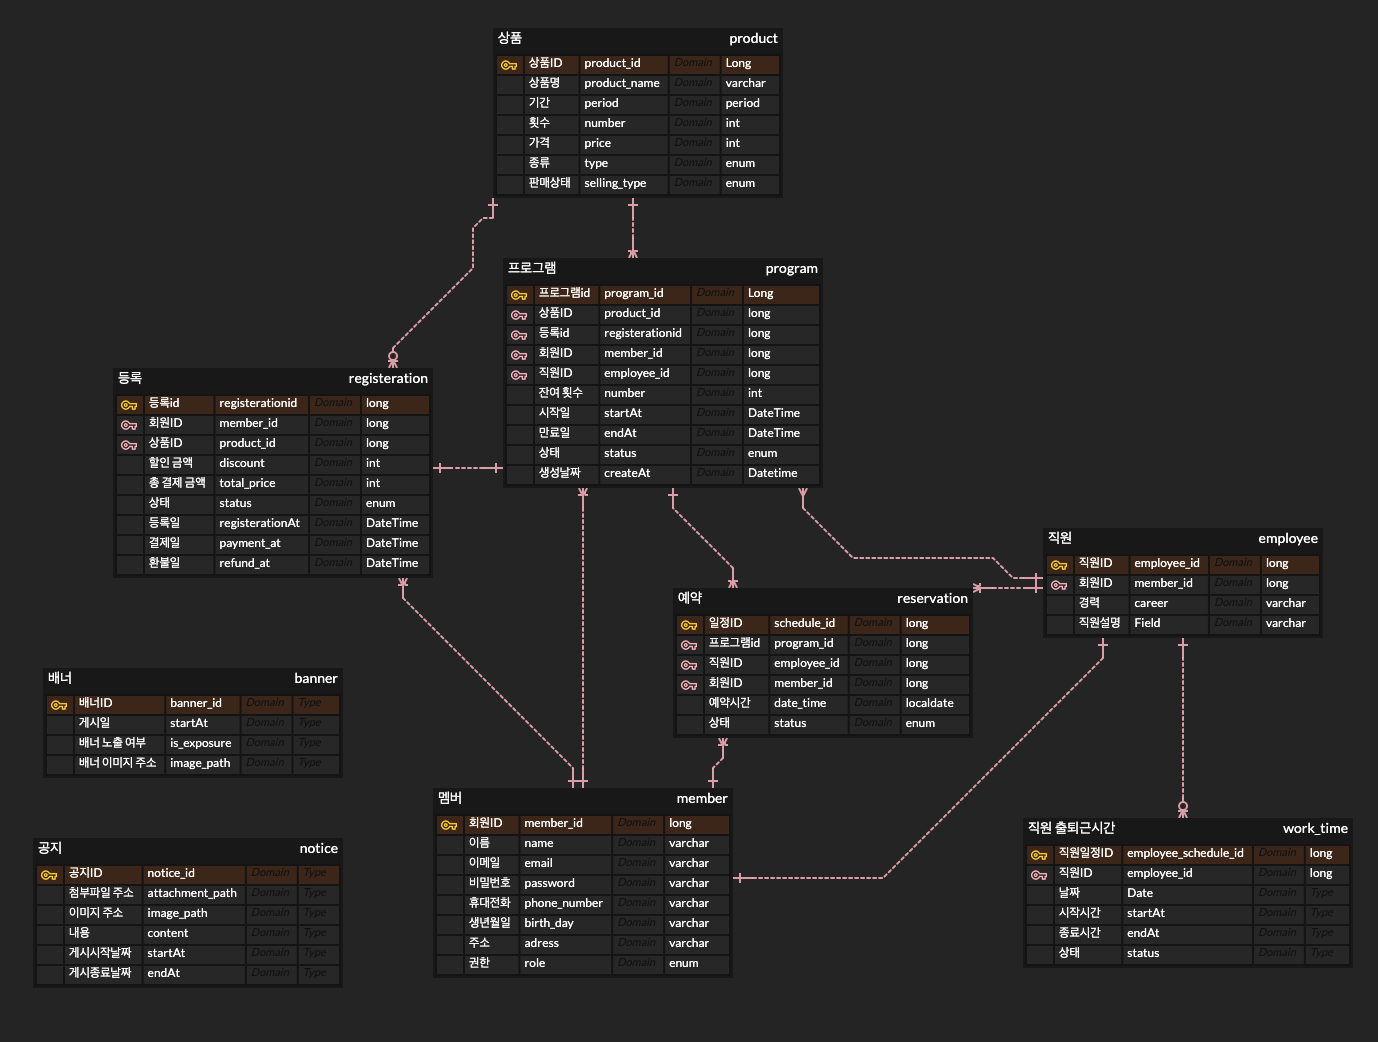 상품 product
상품ID product_id Domain Long
상품명 product_name Domain varchar
기간 period Domain period
횟수 number Domain int
가격 price Domain int
종류 type Domain enum
판매상태 selling_type Domain enum
프로그램 program
프로그램id program_id Domain Long
상품ID product_id Domain long
등록id registerationid Domain long
회원ID member_id Domain long
직원ID employee_id Domain long
잔여 횟수 number Domain int
시작일 startAt Domain DateTime
만료일 endAt Domain DateTime
상태 status Domain enum
생성날짜 createAt Domain Datetime
등록 registeration
등록id registerationid Domain long
회원ID member_id Domain long
상품ID product_id Domain long
할인 금액 discount Domain int
총 결제 금액 total_price Domain int
상태 status Domain enum
등록일 registerationAt Domain DateTime
결제일 payment_at Domain DateTime
환불일 refund_at Domain DateTime
직원 employee
직원ID employee_id Domain long
회원ID member_id Domain long
경력 career Domain varchar
직원설명 Field Domain varchar
예약 reservation
일정ID schedule_id Domain long
프로그램id program_id Domain long
직원ID employee_id Domain long
회원ID member_id Domain long
예약시간 date_time Domain localdate
상태 status Domain enum
배너 banner
배너ID banner_id Domain Type
게시일 startAt Domain Type
배너 노출 여부 is_exposure Domain Type
배너 이미지 주소 image_path Domain Type
멤버 member
회원ID member_id Domain long
이름 name Domain varchar
이메일 email Domain varchar
비밀번호 password Domain varchar
휴대전화 phone_number Domain varchar
생년월일 birth_day Domain varchar
주소 adress Domain varchar
권한 role Domain enum
직원 출퇴근시간 work_time
직원일정ID employee_schedule_id Domain long
직원ID employee_id Domain long
날짜 Date Domain Type
시작시간 startAt Domain Type
종료시간 endAt Domain Type
상태 status Domain Type
공지 notice
공지ID notice_id Domain Type
첨부파일 주소 attachment_path Domain Type
이미지 주소 image_path Domain Type
내용 content Domain Type
게시시작날짜 startAt Domain Type
게시종료날짜 endAt Domain Type